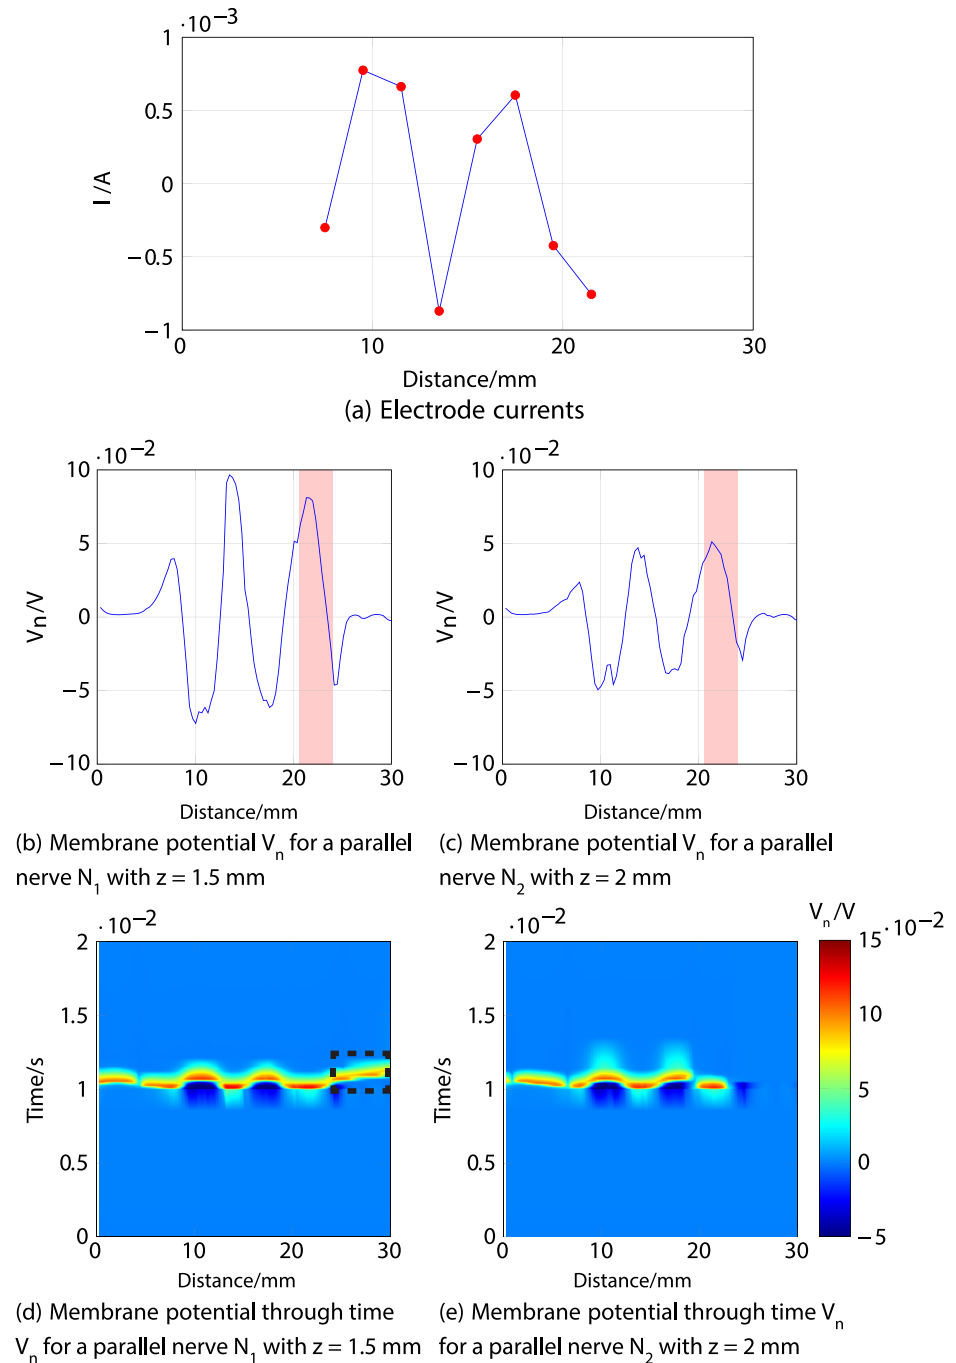 ·10−3
1
0.5
0
−0.5
−1
I /A
0 10 20 30
Distance/mm
(a) Electrode currents
·10−2
10
5
0
−5
−10
Vn/V
0 10 20 30
Distance/mm
(b) Membrane potential Vn for a parallel
nerve N1 with z = 1.5 mm
·10−2
10
5
0
−5
−10
Vn/V
0 10 20 30
Distance/mm
(c) Membrane potential Vn for a
nerve N2 with z = 2 mm
·10−2
2
1.5
1
0.5
0
Time/s
0 10 20 30
Distance/mm
(d) Membrane potential through time
Vn for a parallel nerve N1 with z = 1.5 mm
·10−2
2
1.5
1
0.5
0
Time/s
0 10 20 30
Distance/mm
Vn/V
·10−2
15
10
5
0
−5
(e) Membrane potential through time Vn
for a parallel nerve N2 with z = 2 mm